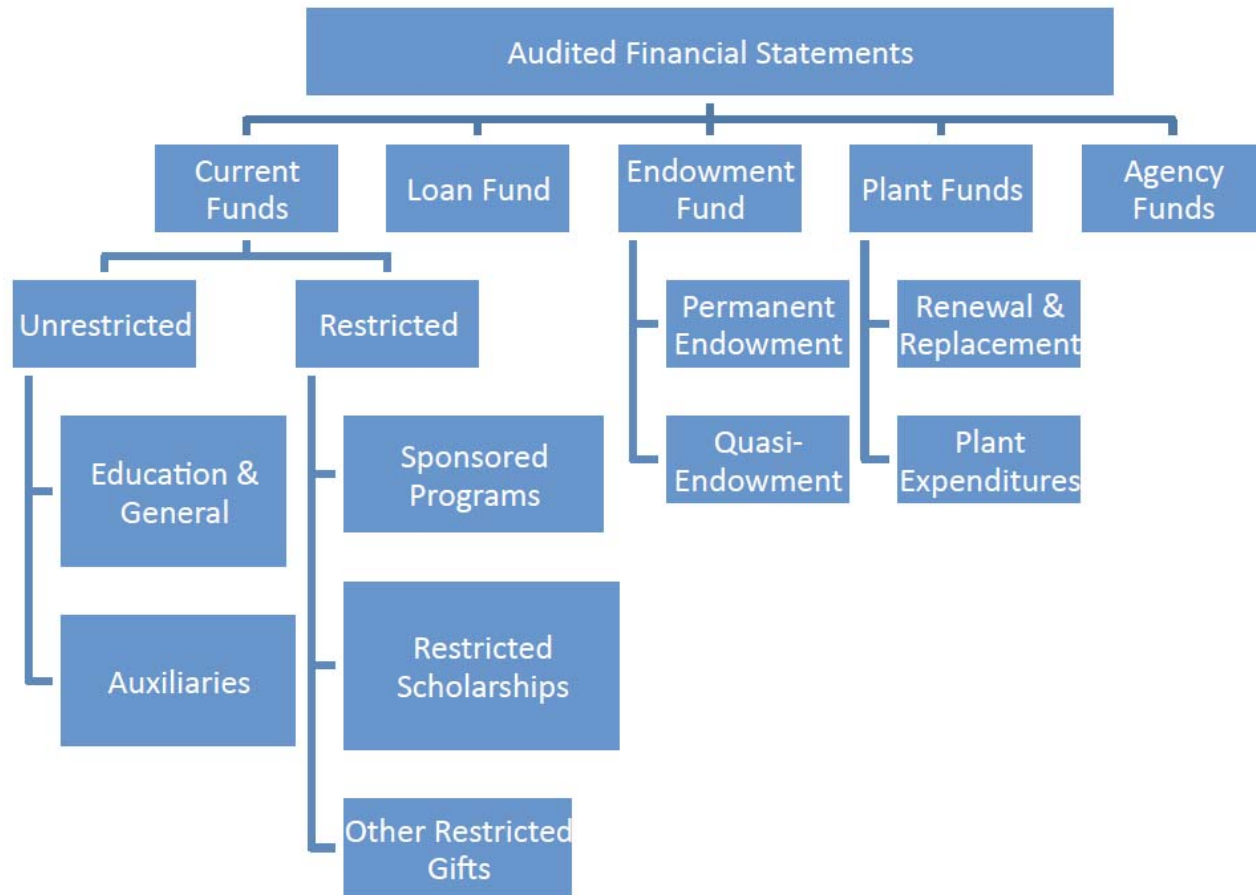 Audited Financial Statements
Current
Funds
Loan Fund
Endowment
Fund
Plant Funds
Agency
Funds
Unrestricted
Restricted
Permanent
Endowment
Renewal &
Replacement
Education &
General
Sponsored
Programs
Quasi-
Endowment
Plant
Expenditures
Auxiliaries
Restricted
Scholarships
Other Restricted
Gifts